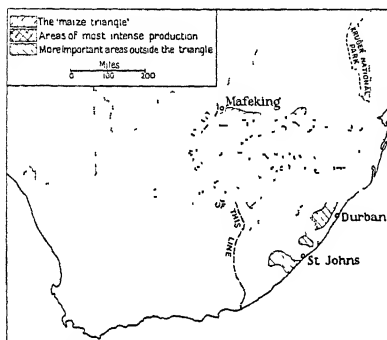 The 'maize triangle'
Areas of most intense production
More important areas outside the triangle
Miles
0 100 200
KRUGER NATIONAL PARK
Mafeking
THIS LINE
Durban
St Johns